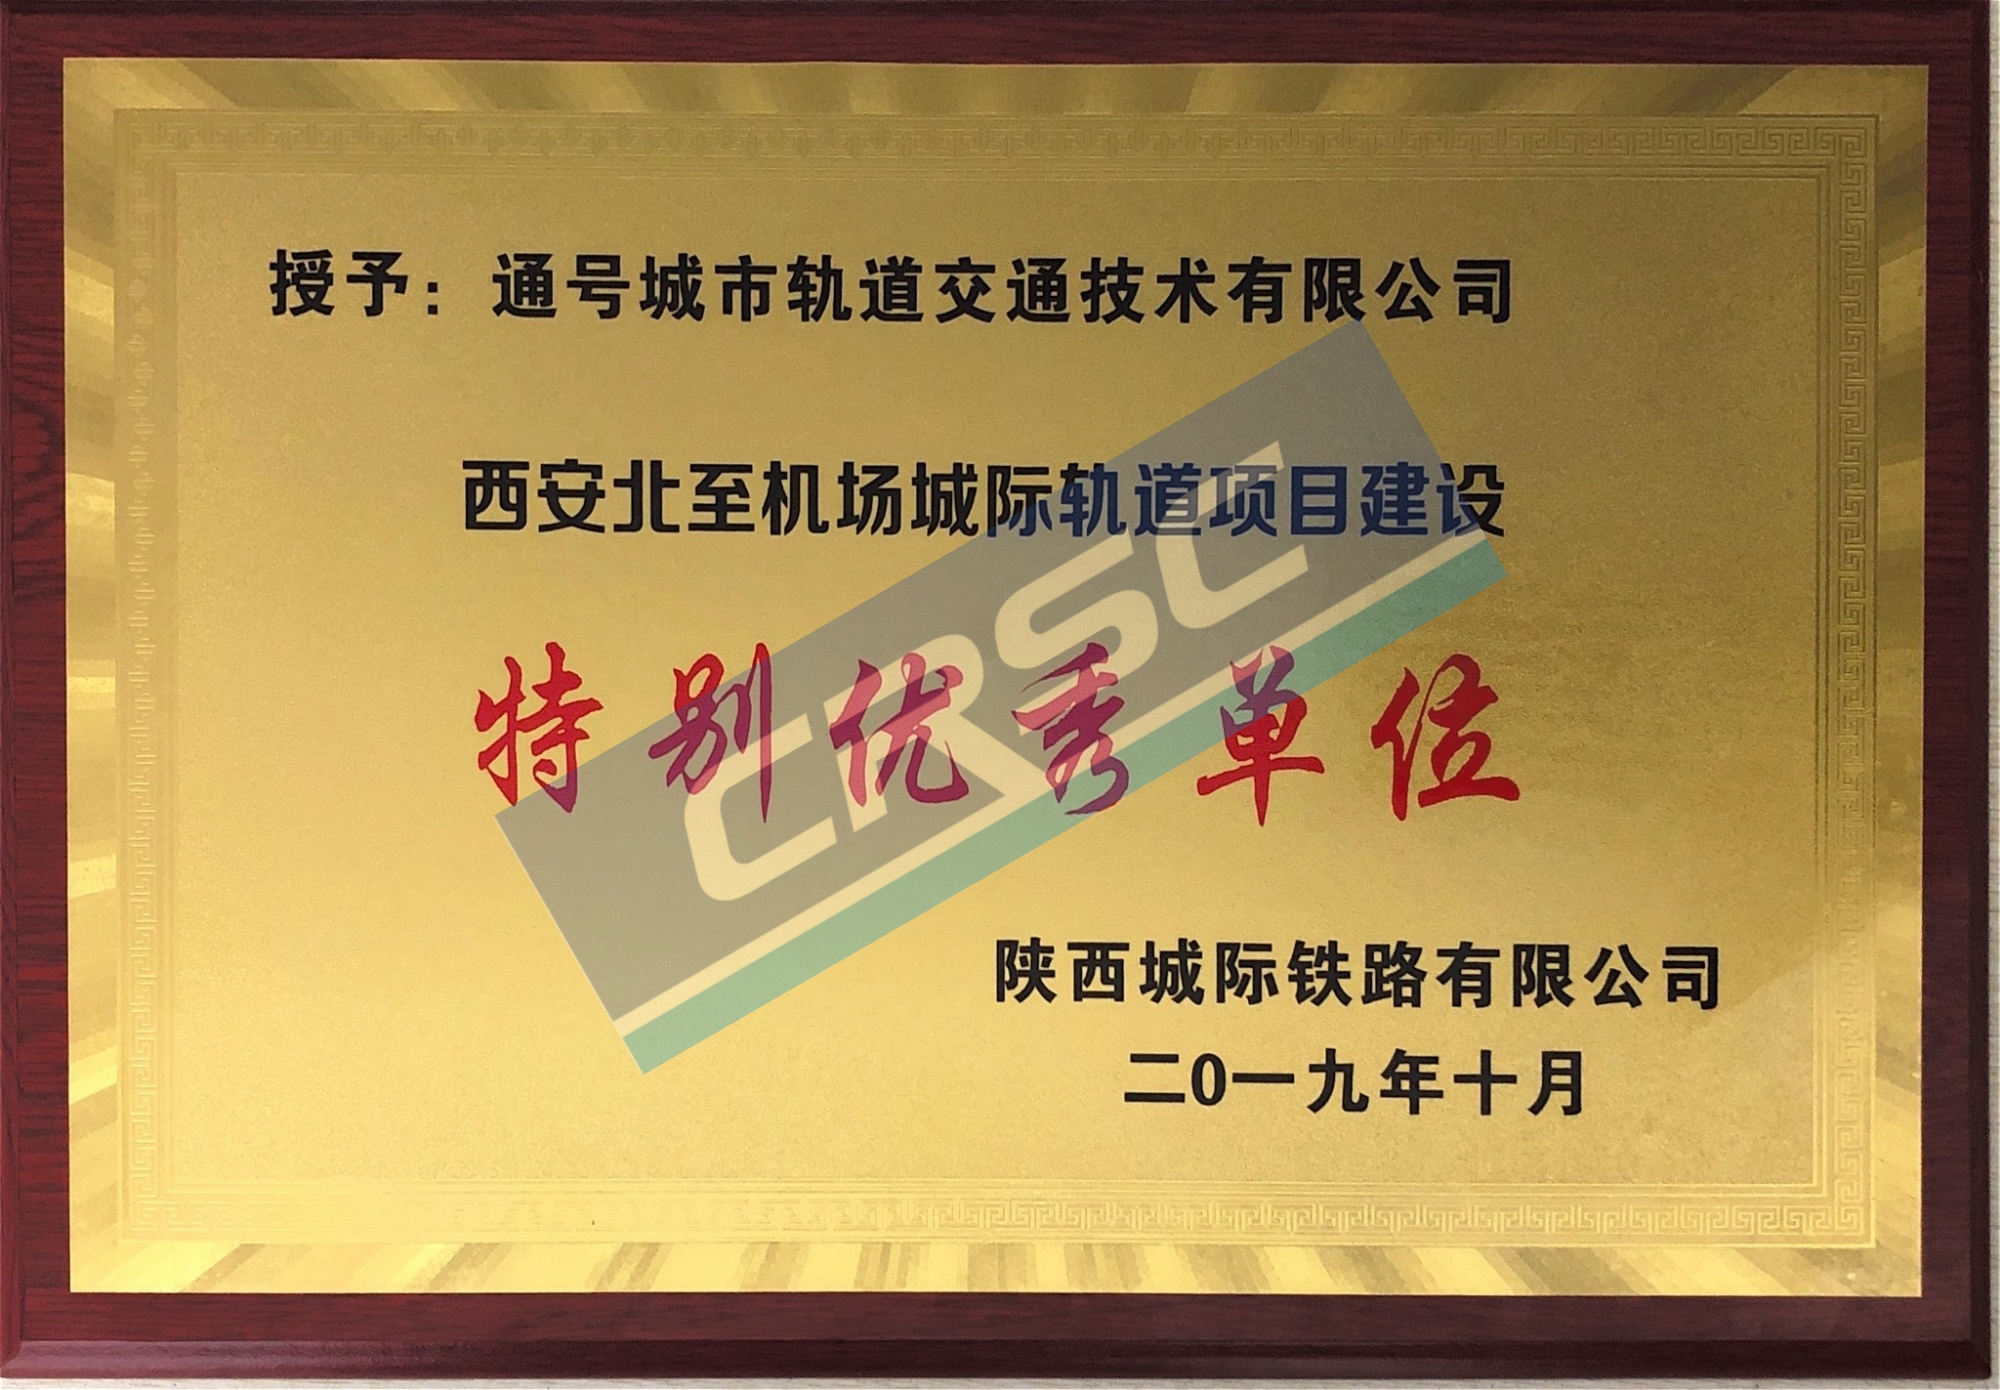 授予：通号城市轨道交通技术有限公司
西安北至机场城际轨道项目建设
特别优秀单位
CRSC
陕西城际铁路有限公司
二0一九年十月